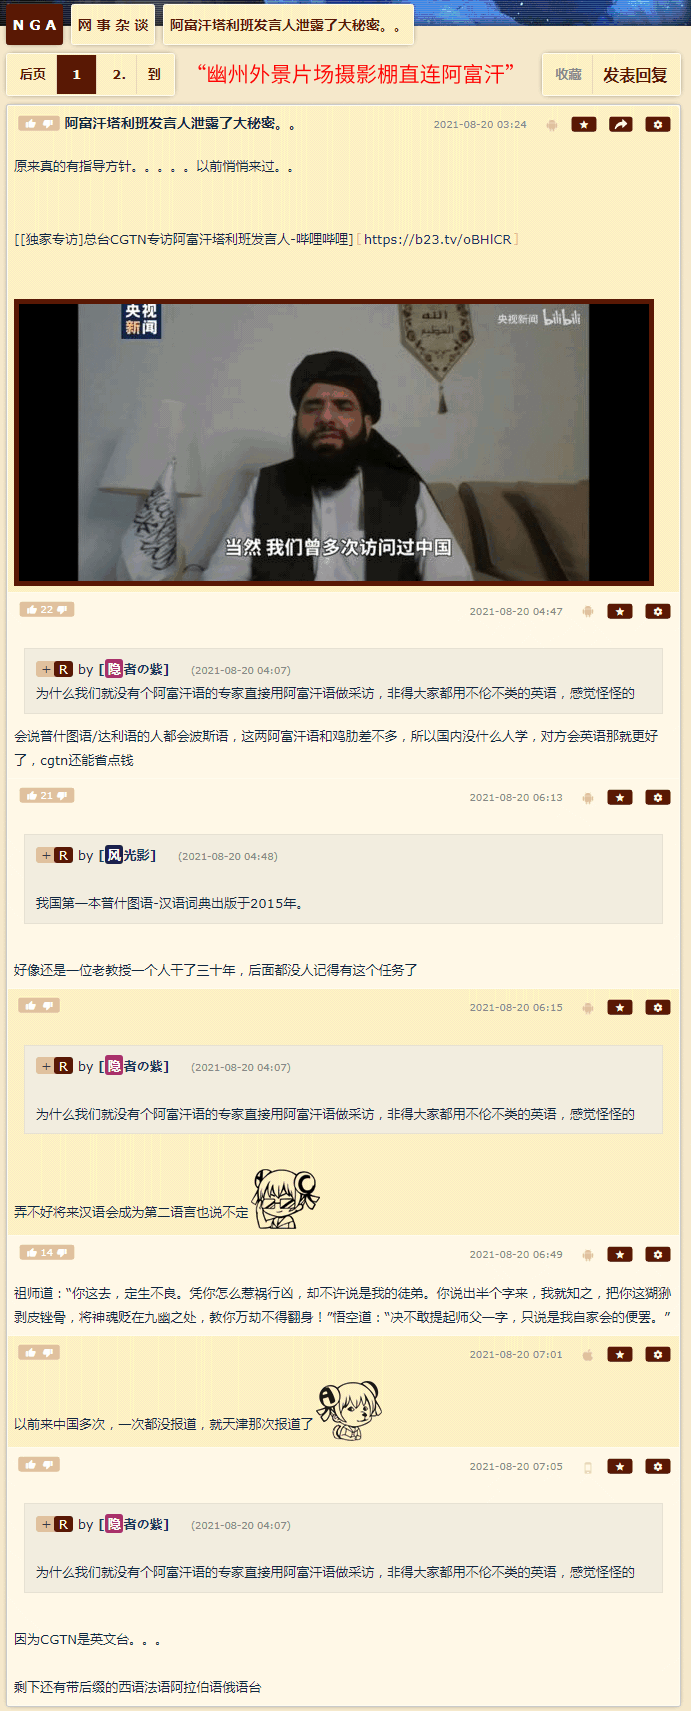 NGA 网事杂谈 阿富汗塔利班发言人泄露了大秘密。。
后页 1 2. 到 “幽州外景片场摄影棚直连阿富汗” 收藏 发表回复
阿富汗塔利班发言人泄露了大秘密。。 2021-08-20 03:24
原来真的有指导方针。。。。。以前悄悄来过。。
[[独家专访]总台CGTN专访阿富汗塔利班发言人-哔哩哔哩] [ https://b23.tv/oBHlCR ]
央视
新闻
央视新闻 bilibili
الله
العظيم
当然 我们曾多次访问过中国
22 2021-08-20 04:47
+ R by [隐者の紫] (2021-08-20 04:07)
为什么我们就没有个阿富汗语的专家直接用阿富汗语做采访，非得大家都用不伦不类的英语，感觉怪怪的
会说普什图语/达利语的人都会波斯语，这两阿富汗语和鸡肋差不多，所以国内没什么人学，对方会英语那就更好
了，cgtn还能省点钱
21 2021-08-20 06:13
+ R by [风光影] (2021-08-20 04:48)
我国第一本普什图语-汉语词典出版于2015年。
好像还是一位老教授一个人干了三十年，后面都没人记得有这个任务了
2021-08-20 06:15
+ R by [隐者の紫] (2021-08-20 04:07)
为什么我们就没有个阿富汗语的专家直接用阿富汗语做采访，非得大家都用不伦不类的英语，感觉怪怪的
弄不好将来汉语会成为第二语言也说不定
14 2021-08-20 06:49
祖师道：“你这去，定生不良。凭你怎么惹祸行凶，却不许说是我的徒弟。你说出半个字来，我就知之，把你这猢狲
剥皮锉骨，将神魂贬在九幽之处，教你万劫不得翻身！”悟空道：“决不敢提起师父一字，只说是我自家会的便罢。”
2021-08-20 07:01
以前来中国多次，一次都没报道，就天津那次报道了
2021-08-20 07:05
+ R by [隐者の紫] (2021-08-20 04:07)
为什么我们就没有个阿富汗语的专家直接用阿富汗语做采访，非得大家都用不伦不类的英语，感觉怪怪的
因为CGTN是英文台。。。
剩下还有带后缀的西语法语阿拉伯语俄语台